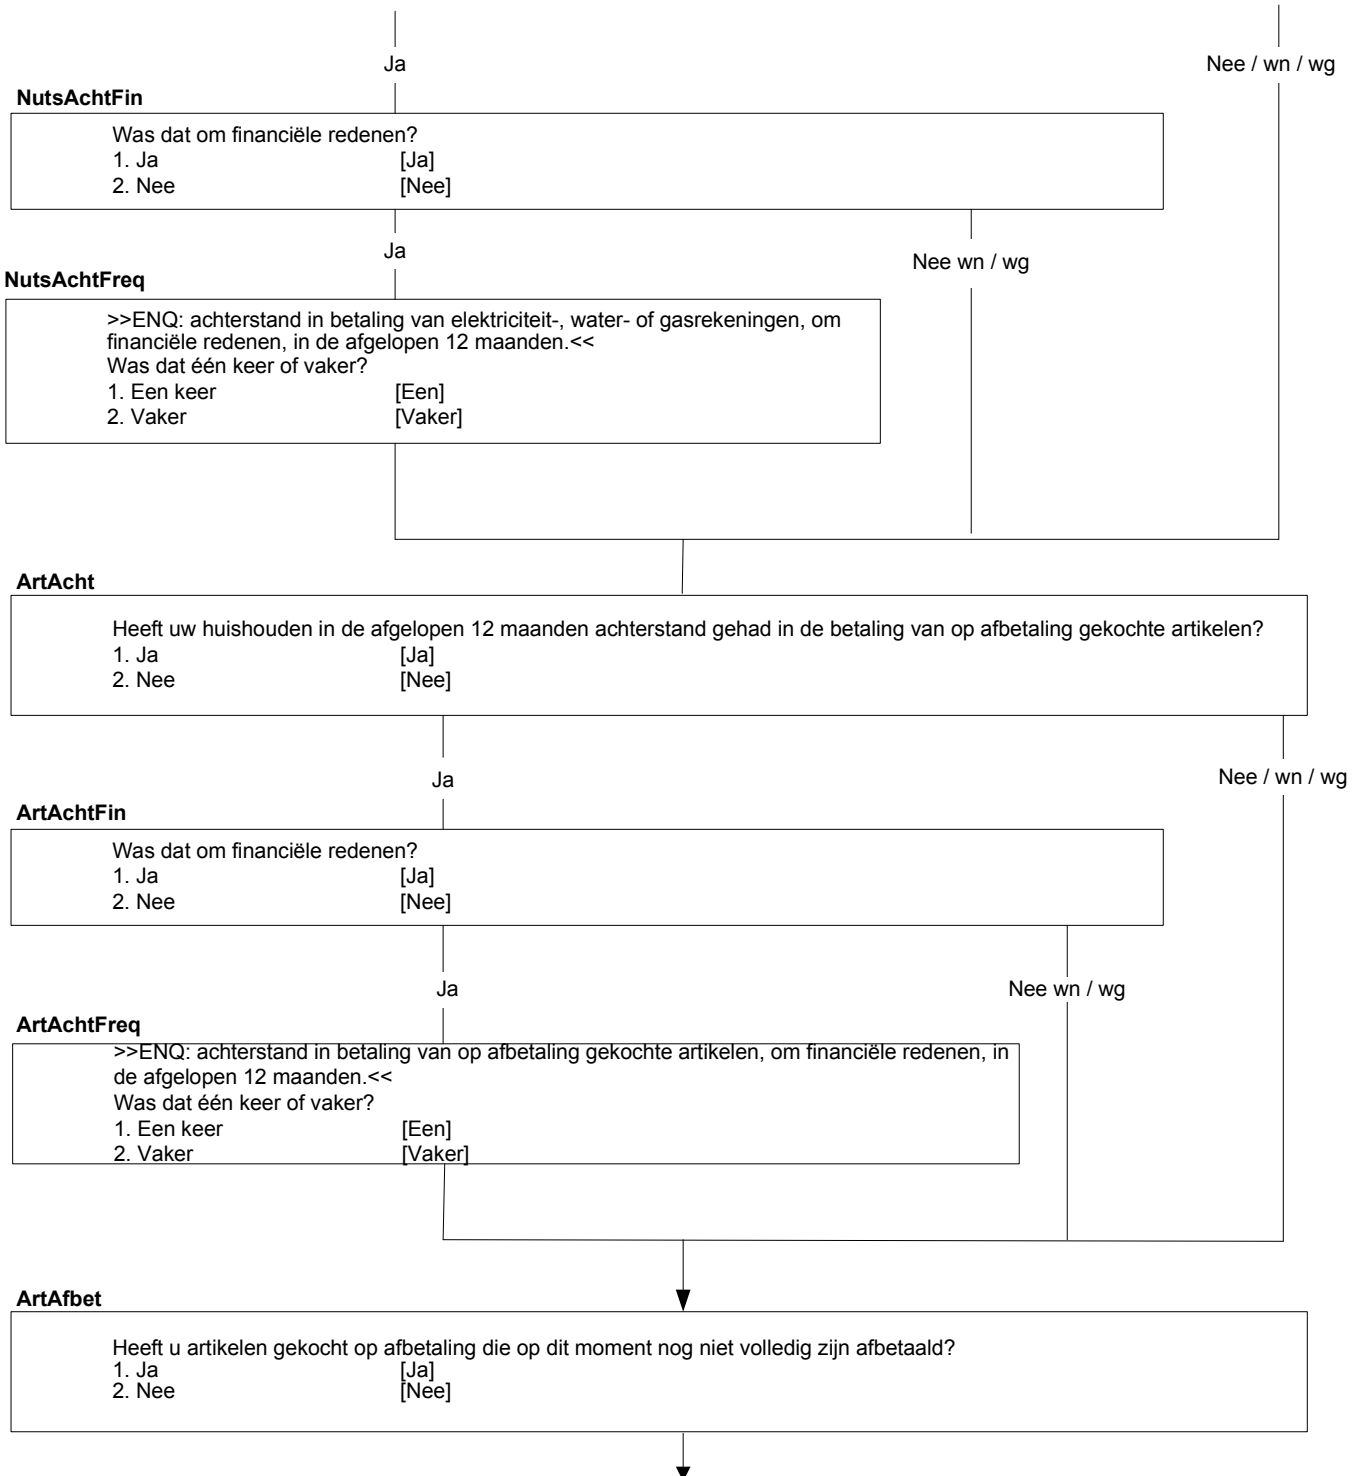 Ja
Nee / wn / wg
NutsAchtFin
Was dat om financiële redenen?
1. Ja [Ja]
2. Nee [Nee]
Ja
Nee wn / wg
NutsAchtFreq
>>ENQ: achterstand in betaling van elektriciteit-, water- of gasrekeningen, om
financiële redenen, in de afgelopen 12 maanden.<<
Was dat één keer of vaker?
1. Een keer [Een]
2. Vaker [Vaker]
ArtAcht
Heeft uw huishouden in de afgelopen 12 maanden achterstand gehad in de betaling van op afbetaling gekochte artikelen?
1. Ja [Ja]
2. Nee [Nee]
Ja
Nee / wn / wg
ArtAchtFin
Was dat om financiële redenen?
1. Ja [Ja]
2. Nee [Nee]
Ja
Nee wn / wg
ArtAchtFreq
>>ENQ: achterstand in betaling van op afbetaling gekochte artikelen, om financiële redenen, in
de afgelopen 12 maanden.<<
Was dat één keer of vaker?
1. Een keer [Een]
2. Vaker [Vaker]
ArtAfbet
Heeft u artikelen gekocht op afbetaling die op dit moment nog niet volledig zijn afbetaald?
1. Ja [Ja]
2. Nee [Nee]